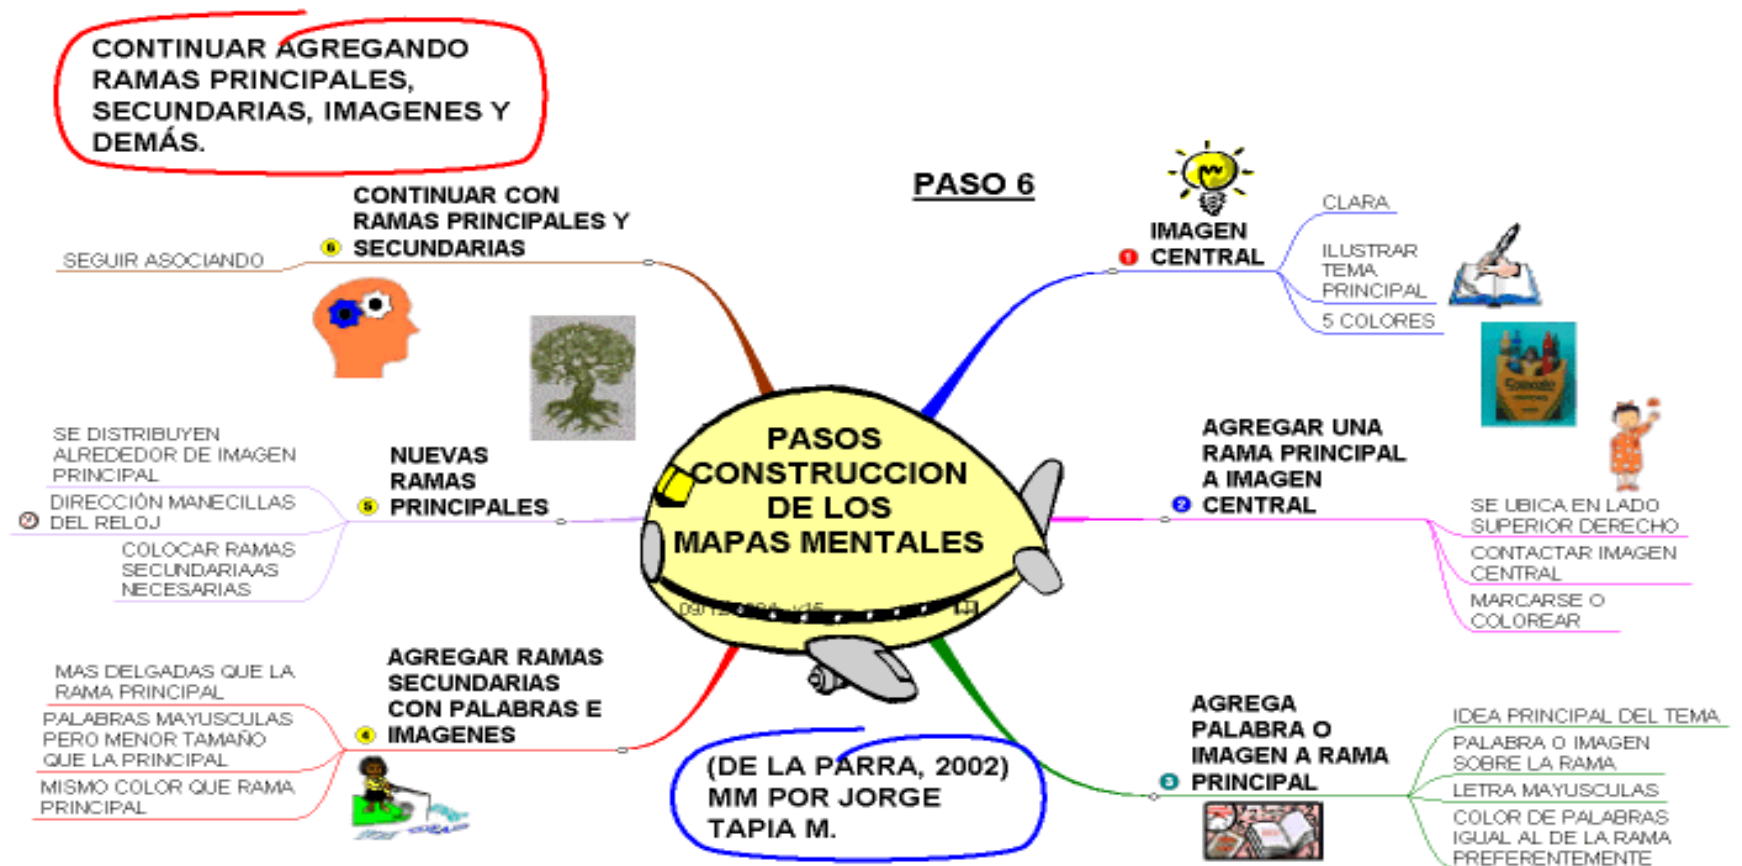 CONTINUAR AGREGANDO
RAMAS PRINCIPALES,
SECUNDARIAS, IMAGENES Y
DEMÁS.
PASO 6
1
IMAGEN
CENTRAL
CLARA
ILUSTRAR
TEMA
PRINCIPAL
5 COLORES
2
AGREGAR UNA
RAMA PRINCIPAL
A IMAGEN
CENTRAL
SE UBICA EN LADO
SUPERIOR DERECHO
CONTACTAR IMAGEN
CENTRAL
MARCARSE O
COLOREAR
3
AGREGA
PALABRA O
IMAGEN A RAMA
PRINCIPAL
IDEA PRINCIPAL DEL TEMA
PALABRA O IMAGEN
SOBRE LA RAMA
LETRA MAYUSCULAS
COLOR DE PALABRAS
IGUAL AL DE LA RAMA
PREFERENTEMENTE
4
AGREGAR RAMAS
SECUNDARIAS
CON PALABRAS E
IMAGENES
MAS DELGADAS QUE LA
RAMA PRINCIPAL
PALABRAS MAYUSCULAS
PERO MENOR TAMAÑO
QUE LA PRINCIPAL
MISMO COLOR QUE RAMA
PRINCIPAL
5
NUEVAS
RAMAS
PRINCIPALES
SE DISTRIBUYEN
ALREDEDOR DE IMAGEN
PRINCIPAL
DIRECCIÓN MANECILLAS
DEL RELOJ
COLOCAR RAMAS
SECUNDARIAAS
NECESARIAS
6
CONTINUAR CON
RAMAS PRINCIPALES Y
SECUNDARIAS
SEGUIR ASOCIANDO
PASOS
CONSTRUCCION
DE LOS
MAPAS MENTALES
(DE LA PARRA, 2002)
MM POR JORGE
TAPIA M.